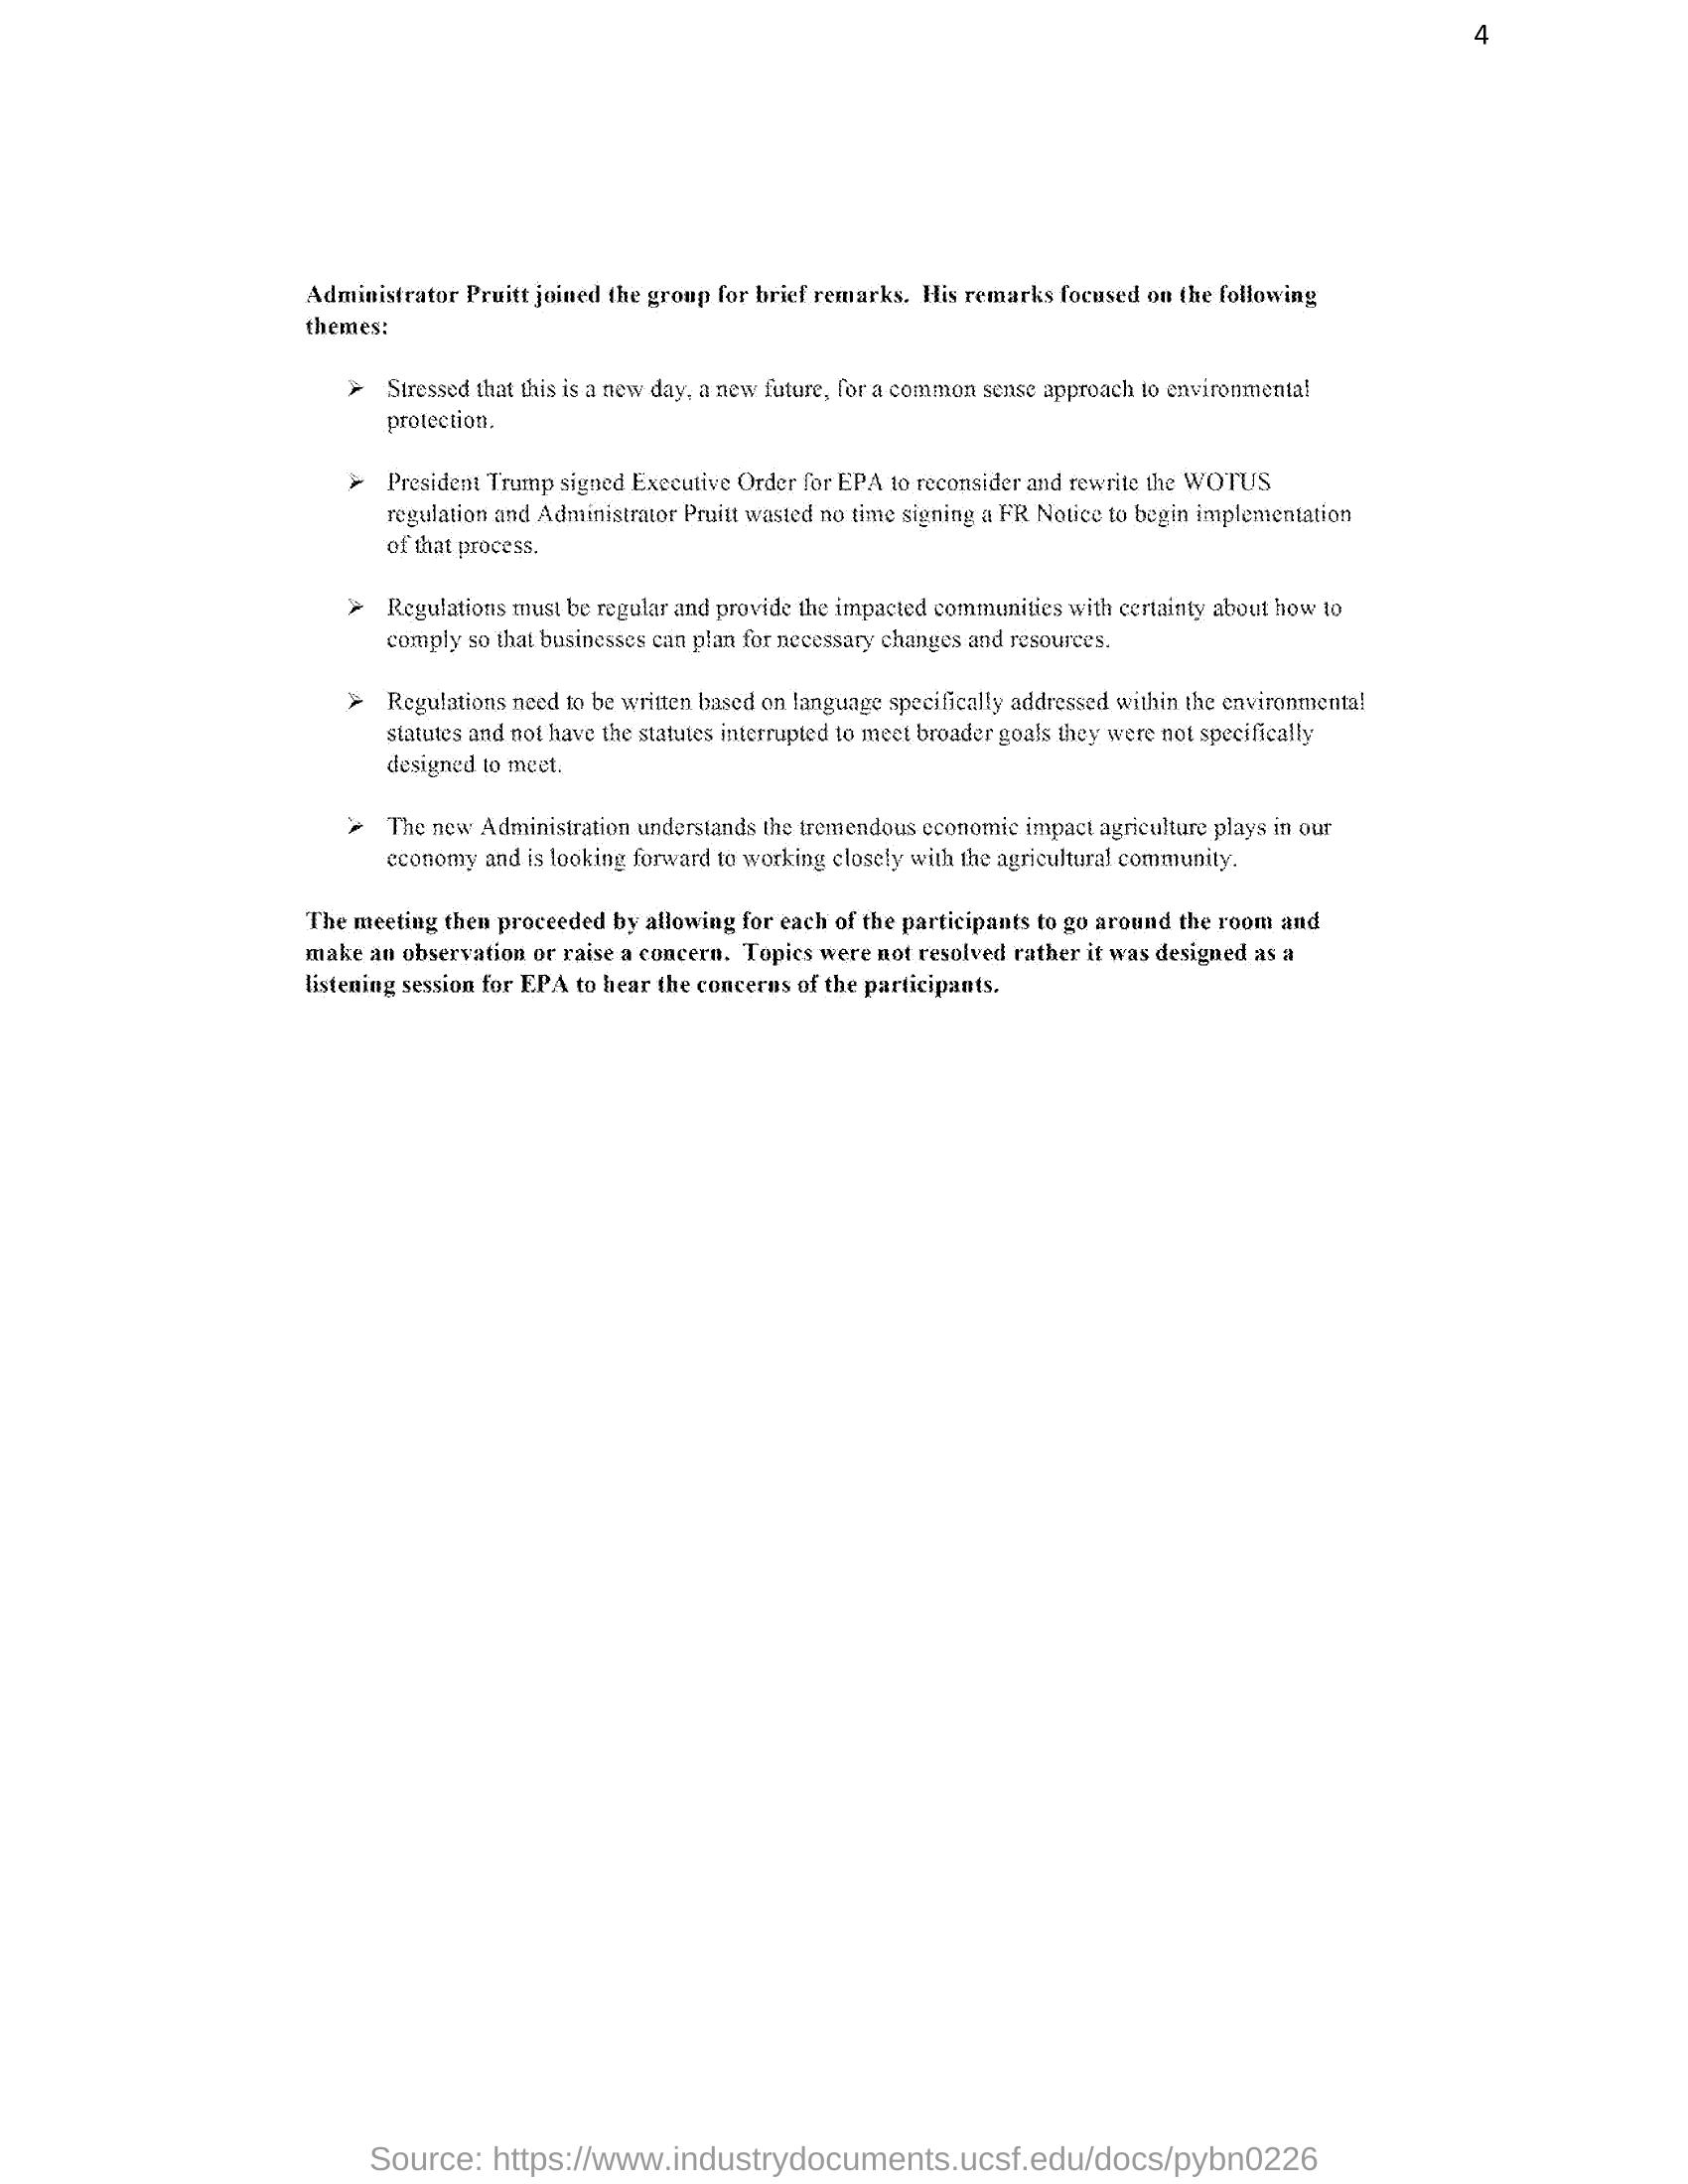 4
Administrator Pruitt joined the group for brief remarks.  His remarks focused on the following
themes:
➢ Stressed that this is a new day, a new future, for a common sense approach to environmental
protection.
➢ President Trump signed Executive Order for EPA to reconsider and rewrite the WOTUS
regulation and Administrator Pruitt wasted no time signing a FR Notice to begin implementation
of that process.
➢ Regulations must be regular and provide the impacted communities with certainty about how to
comply so that businesses can plan for necessary changes and resources.
➢ Regulations need to be written based on language specifically addressed within the environmental
statutes and not have the statutes interrupted to meet broader goals they were not specifically
designed to meet.
➢ The new Administration understands the tremendous economic impact agriculture plays in our
economy and is looking forward to working closely with the agricultural community.
The meeting then proceeded by allowing for each of the participants to go around the room and
make an observation or raise a concern.  Topics were not resolved rather it was designed as a
listening session for EPA to hear the concerns of the participants.
Source: https://www.industrydocuments.ucsf.edu/docs/pybn0226